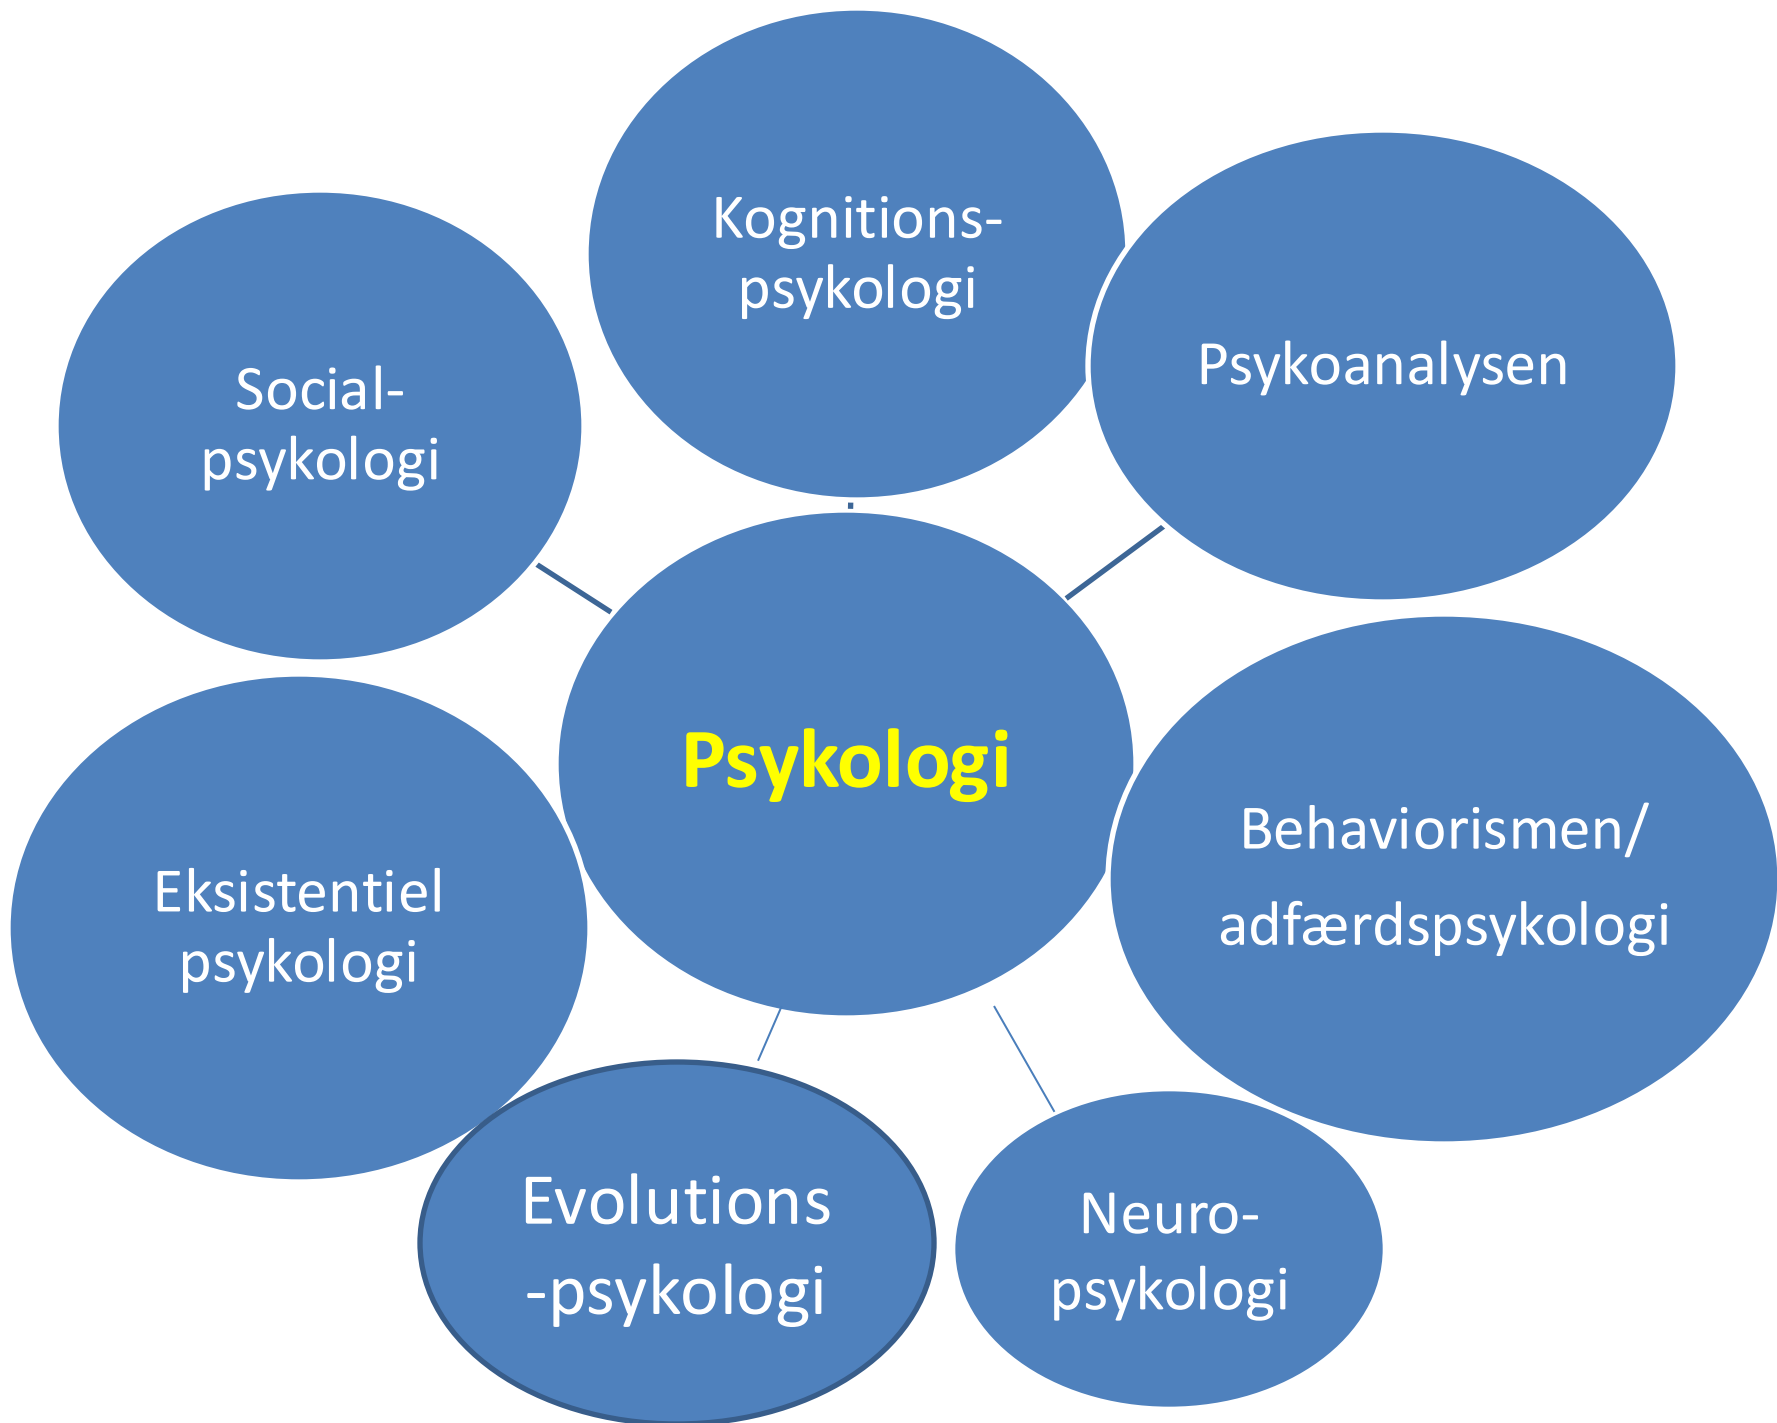 Kognitions-
psykologi
Psykoanalysen
Social-
psykologi
Psykologi
Behaviorismen/
adfærdspsykologi
Eksistentiel
psykologi
Evolutions
-psykologi
Neuro-
psykologi